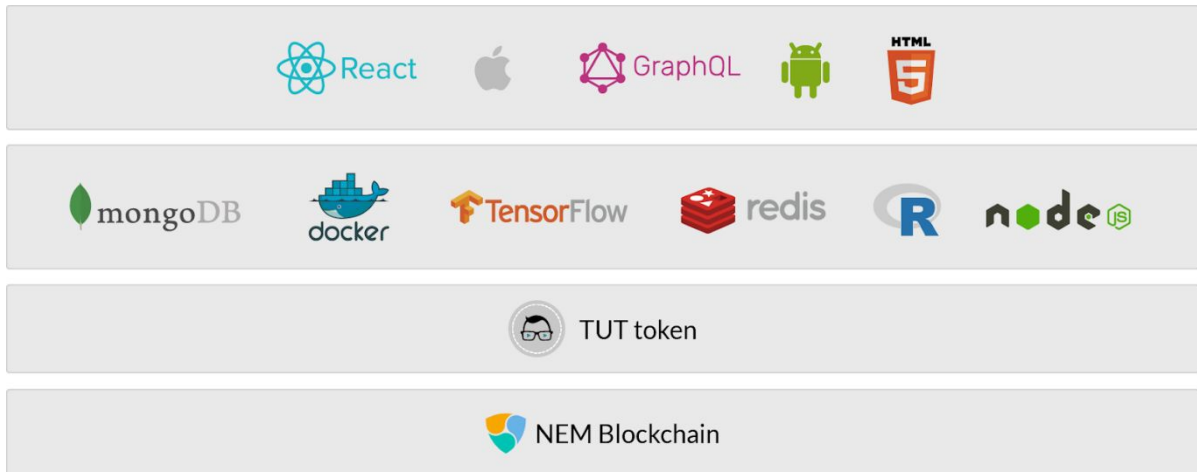 React GraphQL HTML
5
mongoDB docker TensorFlow redis R node JS
TUT token
NEM Blockchain